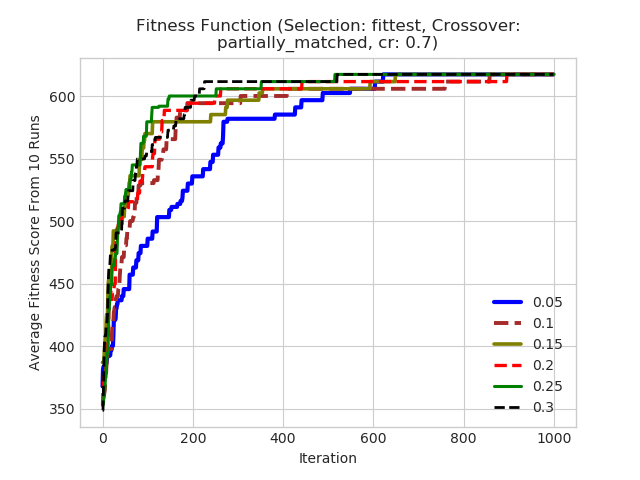 Fitness Function (Selection: fittest, Crossover:
partially_matched, cr: 0.7)
Average Fitness Score From 10 Runs
600
550
500
450
400
350
0.05
0.1
0.15
0.2
0.25
0.3
0 200 400 600 800 1000
Iteration